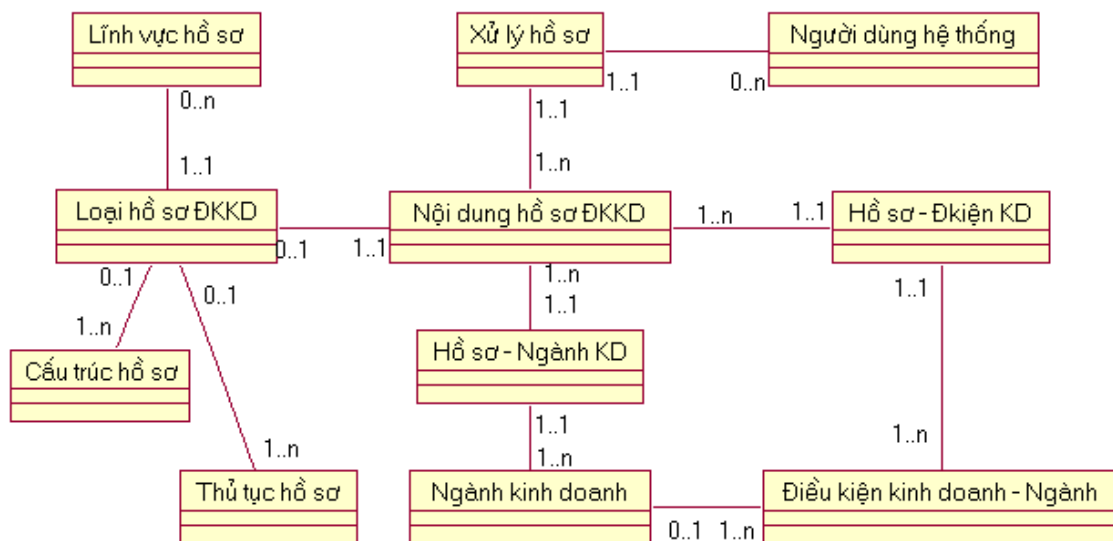 Lĩnh vực hồ sơ
Xử lý hồ sơ
Người dùng hệ thống
0..n
1..1
0..n
1..1
1..1
1..n
Loại hồ sơ ĐKKD
Nội dung hồ sơ ĐKKD
1..n
1..1
Hồ sơ - Đkiện KD
0..1
1..1
0..1
0..1
1..n
1..1
1..1
1..n
Hồ sơ - Ngành KD
Cấu trúc hồ sơ
1..1
1..n
1..n
1..n
Thủ tục hồ sơ
Ngành kinh doanh
Điều kiện kinh doanh - Ngành
0..1
1..n